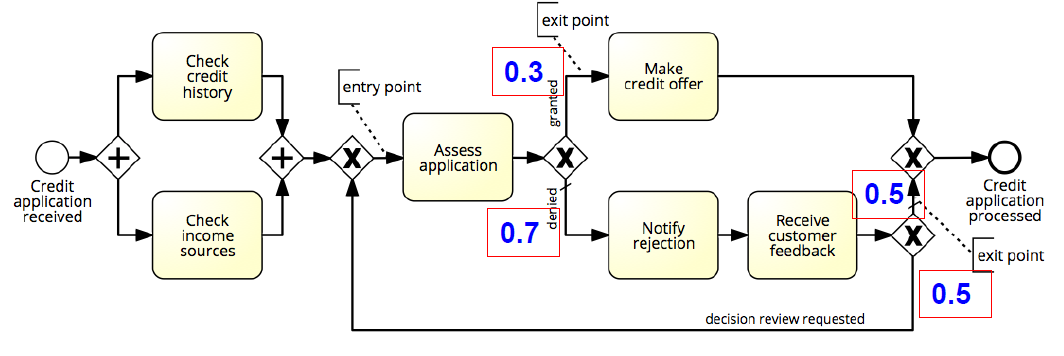 Credit
application
received
Check
credit
history
Check
income
sources
entry point
Assess
application
exit point
0.3
granted
Make
credit offer
0.7
denied
Notify
rejection
Receive
customer
feedback
0.5
Credit
application
processed
exit point
0.5
decision review requested